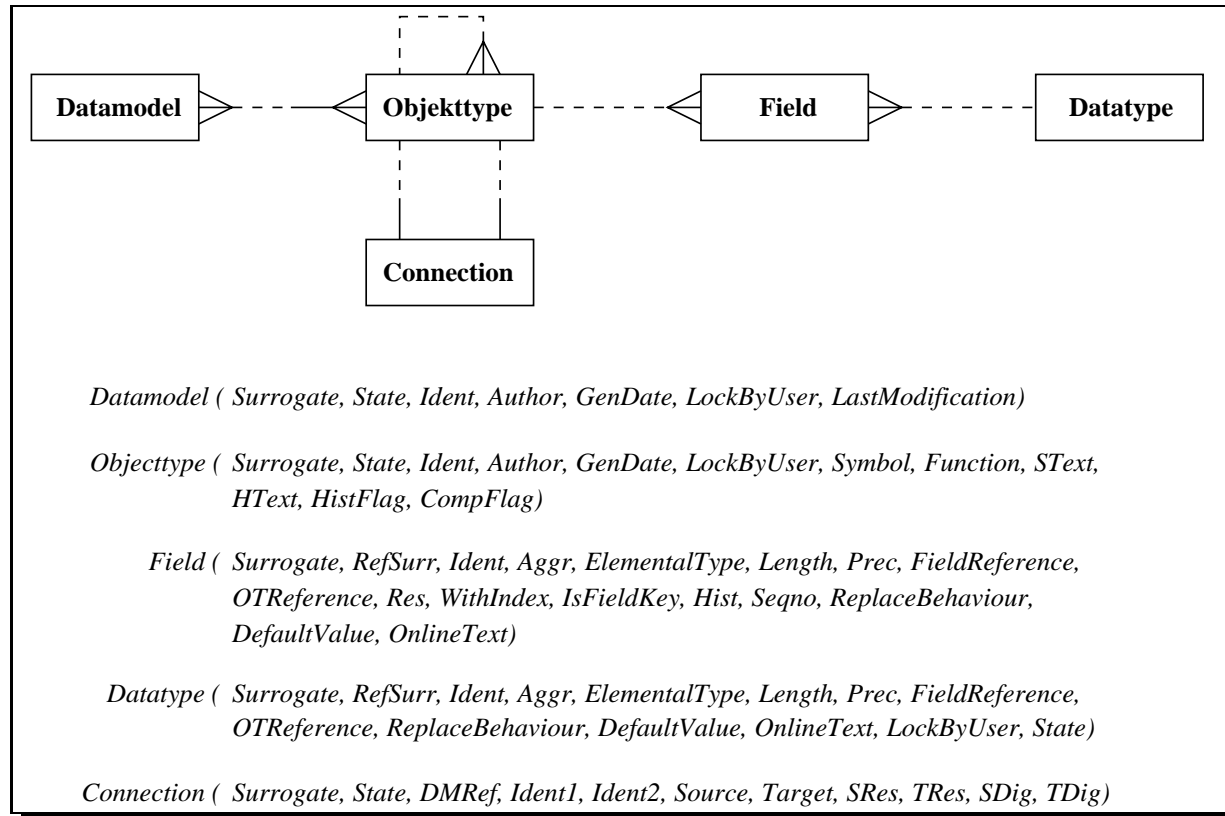 Datamodel Objekttype Field Datatype
Connection
Datamodel ( Surrogate, State, Ident, Author, GenDate, LockByUser, LastModification)
Objecttype ( Surrogate, State, Ident, Author, GenDate, LockByUser, Symbol, Function, SText,
HText, HistFlag, CompFlag)
Field ( Surrogate, RefSurr, Ident, Aggr, ElementalType, Length, Prec, FieldReference,
OTReference, Res, WithIndex, IsFieldKey, Hist, Seqno, ReplaceBehaviour,
DefaultValue, OnlineText)
Datatype ( Surrogate, RefSurr, Ident, Aggr, ElementalType, Length, Prec, FieldReference,
OTReference, ReplaceBehaviour, DefaultValue, OnlineText, LockByUser, State)
Connection ( Surrogate, State, DMRef, Ident1, Ident2, Source, Target, SRes, TRes, SDig, TDig)